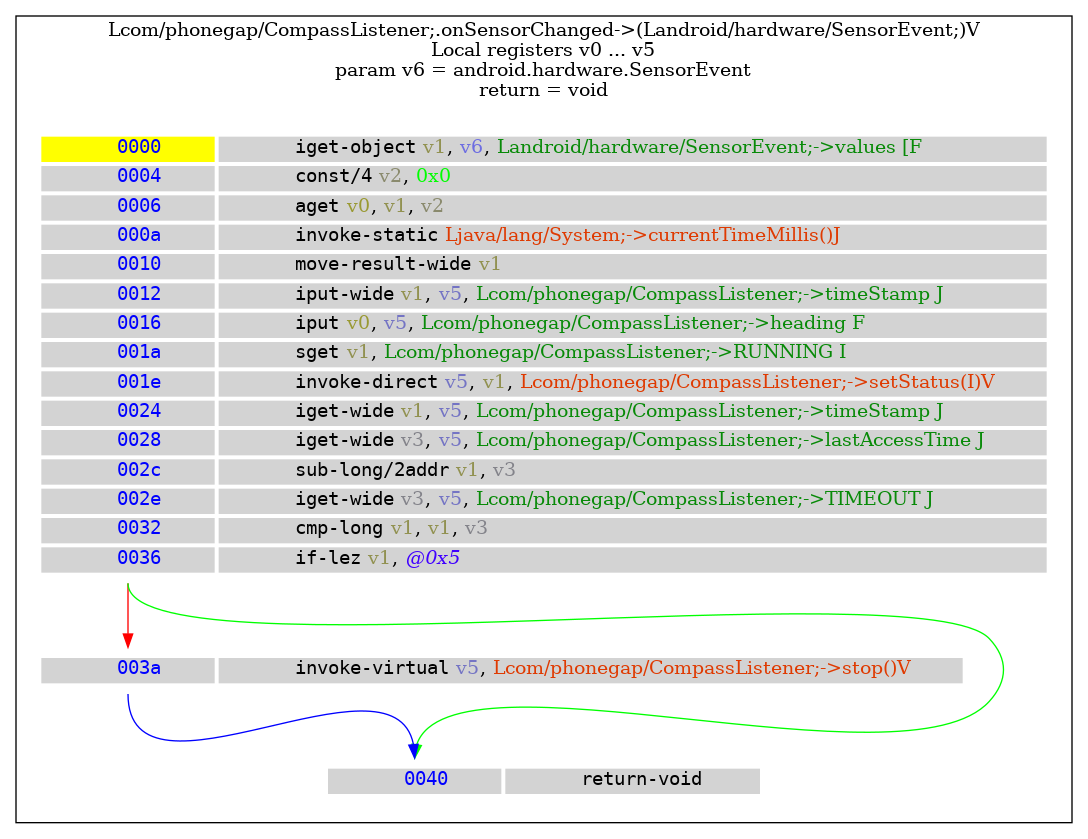 Lcom/phonegap/CompassListener;.onSensorChanged->(Landroid/hardware/SensorEvent;)V
Local registers v0 ... v5
param v6 = android.hardware.SensorEvent
return = void
0000 iget-object v1, v6, Landroid/hardware/SensorEvent;->values [F
0004 const/4 v2, 0x0
0006 aget v0, v1, v2
000a invoke-static Ljava/lang/System;->currentTimeMillis()J
0010 move-result-wide v1
0012 iput-wide v1, v5, Lcom/phonegap/CompassListener;->timeStamp J
0016 iput v0, v5, Lcom/phonegap/CompassListener;->heading F
001a sget v1, Lcom/phonegap/CompassListener;->RUNNING I
001e invoke-direct v5, v1, Lcom/phonegap/CompassListener;->setStatus(I)V
0024 iget-wide v1, v5, Lcom/phonegap/CompassListener;->timeStamp J
0028 iget-wide v3, v5, Lcom/phonegap/CompassListener;->lastAccessTime J
002c sub-long/2addr v1, v3
002e iget-wide v3, v5, Lcom/phonegap/CompassListener;->TIMEOUT J
0032 cmp-long v1, v1, v3
0036 if-lez v1, @0x5
003a invoke-virtual v5, Lcom/phonegap/CompassListener;->stop()V
0040 return-void